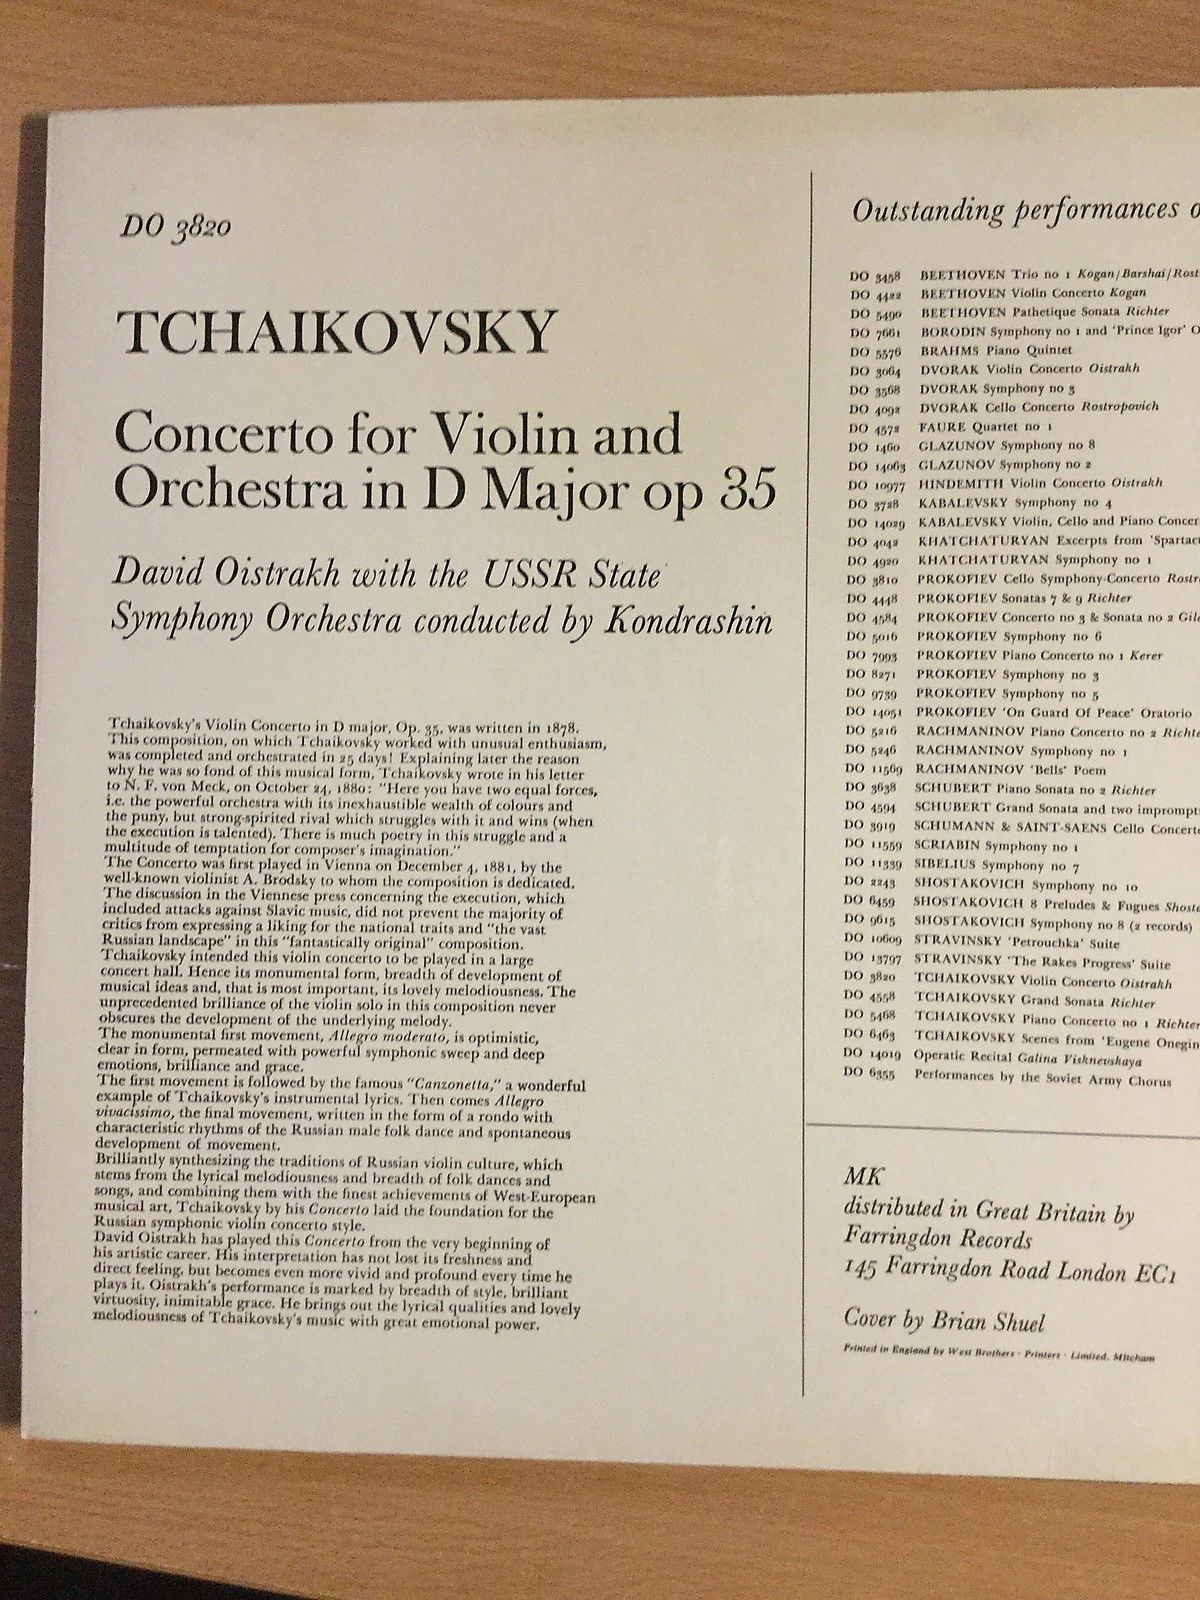 DO 3820
TCHAIKOVSKY
Concerto for Violin and
Orchestra in D Major op 35
David Oistrakh with the USSR State
Symphony Orchestra conducted by Kondrashin
Tchaikovsky's Violin Concerto in D major, Op. 35, was written in 1878.
This composition, on which Tchaikovsky worked with unusual enthusiasm,
was completed and orchestrated in 25 days! Explaining later the reason
why he was so fond of this musical form, Tchaikovsky wrote in his letter
to N. F. von Meck, on October 24, 1880: "Here you have two equal forces,
i.e. the powerful orchestra with its inexhaustible wealth of colours and
the puny, but strong-spirited rival which struggles with it and wins (when
the execution is talented). There is much poetry in this struggle and a
multitude of temptation for composer's imagination."
The Concerto was first played in Vienna on December 4, 1881, by the
well-known violinist A. Brodsky to whom the composition is dedicated.
The discussion in the Viennese press concerning the execution, which
included attacks against Slavic music, did not prevent the majority of
critics from expressing a liking for the national traits and "the vast
Russian landscape" in this "fantastically original" composition.
Tchaikovsky intended this violin concerto to be played in a large
concert hall. Hence its monumental form, breadth of development of
musical ideas and, that is most important, its lovely melodiousness. The
unprecedented brilliance of the violin solo in this composition never
obscures the development of the underlying melody.
The monumental first movement, Allegro moderato, is optimistic,
clear in form, permeated with powerful symphonic sweep and deep
emotions, brilliance and grace.
The first movement is followed by the famous "Canzonetta," a wonderful
example of Tchaikovsky's instrumental lyrics. Then comes Allegro
vivacissimo, the final movement, written in the form of a rondo with
characteristic rhythms of the Russian male folk dance and spontaneous
development of movement.
Brilliantly synthesizing the traditions of Russian violin culture, which
stems from the lyrical melodiousness and breadth of folk dances and
songs, and combining them with the finest achievements of West-European
musical art, Tchaikovsky by his Concerto laid the foundation for the
Russian symphonic violin concerto style.
David Oistrakh has played this Concerto from the very beginning of
his artistic career. His interpretation has not lost its freshness and
direct feeling, but becomes even more vivid and profound every time he
plays it. Oistrakh's performance is marked by breadth of style, brilliant
virtuosity, inimitable grace. He brings out the lyrical qualities and lovely
melodiousness of Tchaikovsky's music with great emotional power.
Outstanding performances o
DO 3458 BEETHOVEN Trio no 1 Kogan/Barshai/Rost
DO 4422 BEETHOVEN Violin Concerto Kogan
DO 5490 BEETHOVEN Pathetique Sonata Richter
DO 7661 BORODIN Symphony no 1 and 'Prince Igor' O
DO 5576 BRAHMS Piano Quintet
DO 3064 DVORAK Violin Concerto Oistrakh
DO 3568 DVORAK Symphony no 3
DO 4092 DVORAK Cello Concerto Rostropovich
DO 4572 FAURE Quartet no 1
DO 1460 GLAZUNOV Symphony no 8
DO 14063 GLAZUNOV Symphony no 2
DO 10977 HINDEMITH Violin Concerto Oistrakh
DO 3728 KABALEVSKY Symphony no 4
DO 14029 KABALEVSKY Violin, Cello and Piano Concer
DO 4042 KHATCHATURYAN Excerpts from 'Spartac
DO 4920 KHATCHATURYAN Symphony no 1
DO 3810 PROKOFIEV Cello Symphony-Concerto Rostr
DO 4448 PROKOFIEV Sonatas 7 & 9 Richter
DO 4584 PROKOFIEV Concerto no 3 & Sonata no 2 Gil
DO 5016 PROKOFIEV Symphony no 6
DO 7993 PROKOFIEV Piano Concerto no 1 Kerer
DO 8271 PROKOFIEV Symphony no 3
DO 9739 PROKOFIEV Symphony no 5
DO 14051 PROKOFIEV 'On Guard Of Peace' Oratorio
DO 5216 RACHMANINOV Piano Concerto no 2 Richte
DO 5246 RACHMANINOV Symphony no 1
DO 11569 RACHMANINOV 'Bells' Poem
DO 3638 SCHUBERT Piano Sonata no 2 Richter
DO 4594 SCHUBERT Grand Sonata and two imprompt
DO 3919 SCHUMANN & SAINT-SAENS Cello Concert
DO 11559 SCRIABIN Symphony no 1
DO 11339 SIBELIUS Symphony no 7
DO 2243 SHOSTAKOVICH Symphony no 10
DO 6459 SHOSTAKOVICH 8 Preludes & Fugues Shosta
DO 9615 SHOSTAKOVICH Symphony no 8 (2 records)
DO 10609 STRAVINSKY 'Petrouchka' Suite
DO 13797 STRAVINSKY 'The Rakes Progress' Suite
DO 3820 TCHAIKOVSKY Violin Concerto Oistrakh
DO 4558 TCHAIKOVSKY Grand Sonata Richter
DO 5468 TCHAIKOVSKY Piano Concerto no 1 Richter
DO 6463 TCHAIKOVSKY Scenes from 'Eugene Onegin
DO 14019 Operatic Recital Galina Visknevskaya
DO 6355 Performances by the Soviet Army Chorus
MK
distributed in Great Britain by
Farringdon Records
145 Farringdon Road London EC1
Cover by Brian Shuel
Printed in England by West Brothers · Printers · Limited. Mitcham